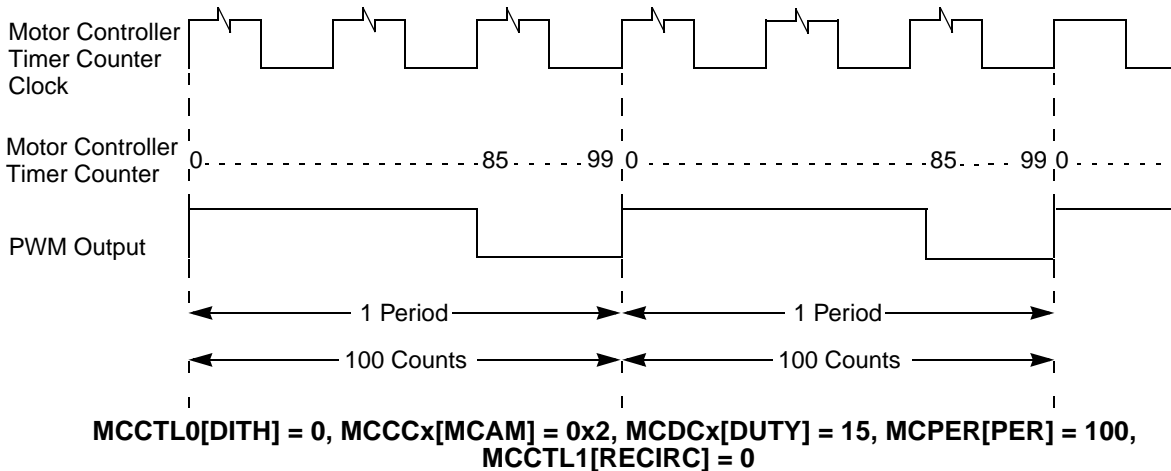 Motor Controller
Timer Counter
Clock
Motor Controller
Timer Counter
0 85 99 0 85 99 0
PWM Output
1 Period 1 Period
100 Counts 100 Counts
MCCTL0[DITH] = 0, MCCCx[MCAM] = 0x2, MCDCx[DUTY] = 15, MCPER[PER] = 100,
MCCTL1[RECIRC] = 0